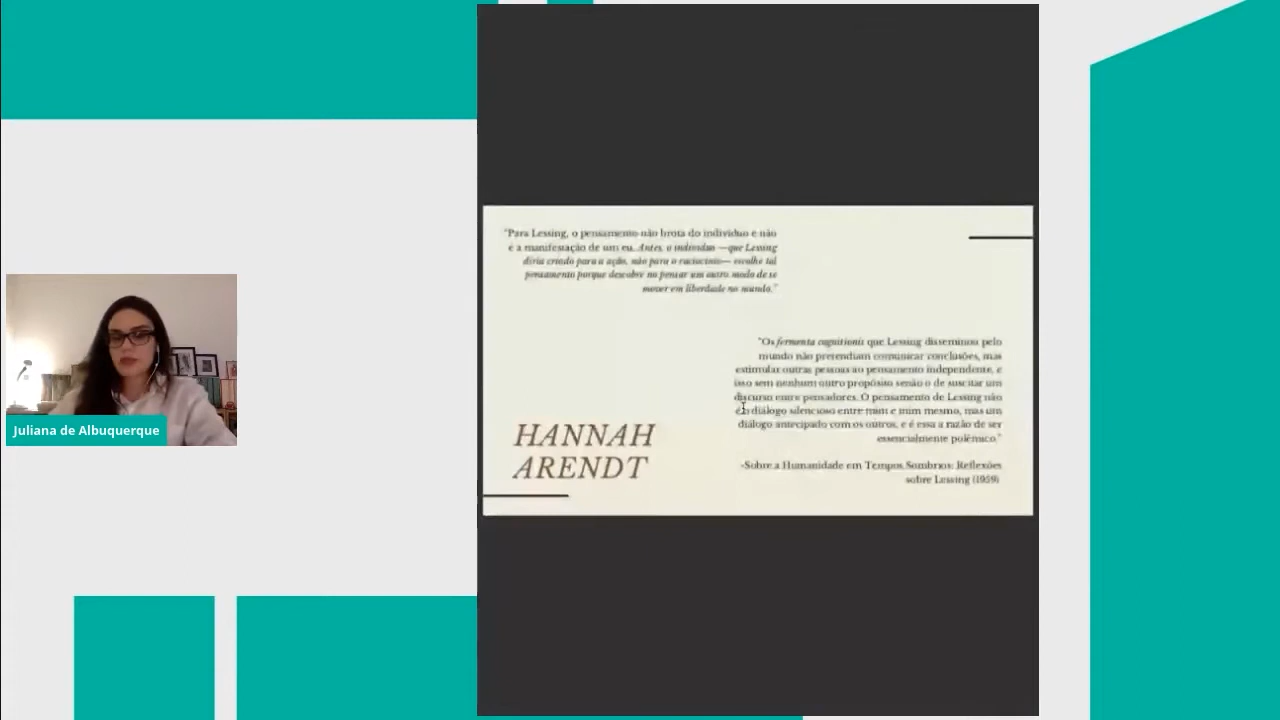 "Para Lessing, o pensamento não brota do indivíduo e não
é a manifestação de um eu. Antes, o indivíduo —que Lessing
diria criado para a ação, não para o raciocínio— escolhe tal
pensamento porque descobre no pensar um outro modo de se
mover em liberdade no mundo."
"Os fermenta cognitionis que Lessing disseminou pelo
mundo não pretendiam comunicar conclusões, mas
estimular outras pessoas ao pensamento independente, e
isso sem nenhum outro propósito senão o de suscitar um
discurso entre pensadores. O pensamento de Lessing não
é diálogo silencioso entre mim e mim mesmo, mas um
diálogo antecipado com os outros, e é essa a razão de ser
essencialmente polêmico."
-Sobre a Humanidade em Tempos Sombrios: Reflexões
sobre Lessing (1959)
HANNAH
ARENDT
Juliana de Albuquerque